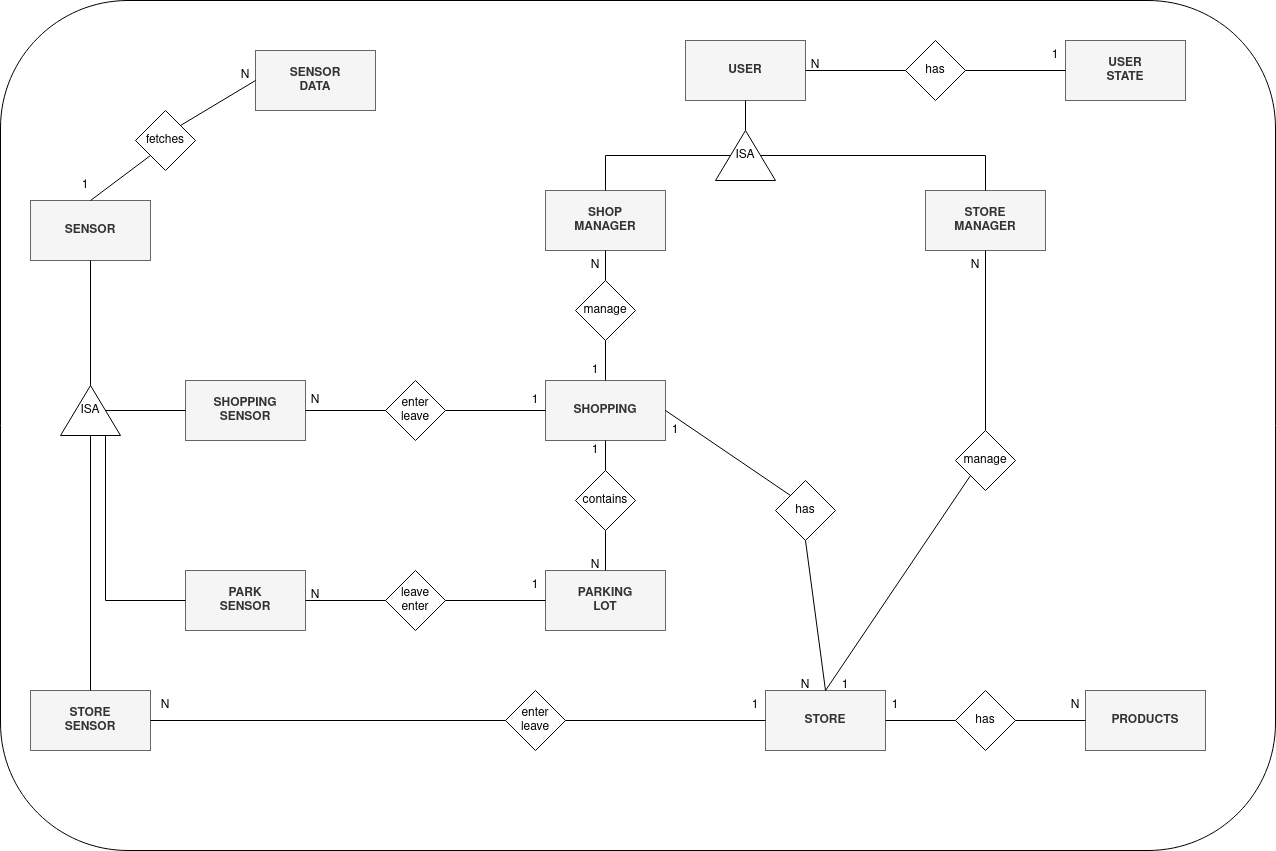 USER
N
has
1
USER
STATE
SENSOR
DATA
N
fetches
1
SENSOR
ISA
SHOP
MANAGER
STORE
MANAGER
N
N
manage
1
ISA
SHOPPING
SENSOR
N
enter
leave
1
SHOPPING
1
1
manage
contains
has
N
PARK
SENSOR
N
leave
enter
1
PARKING
LOT
N
1
STORE
SENSOR
N
enter
leave
1
STORE
1
has
N
PRODUCTS